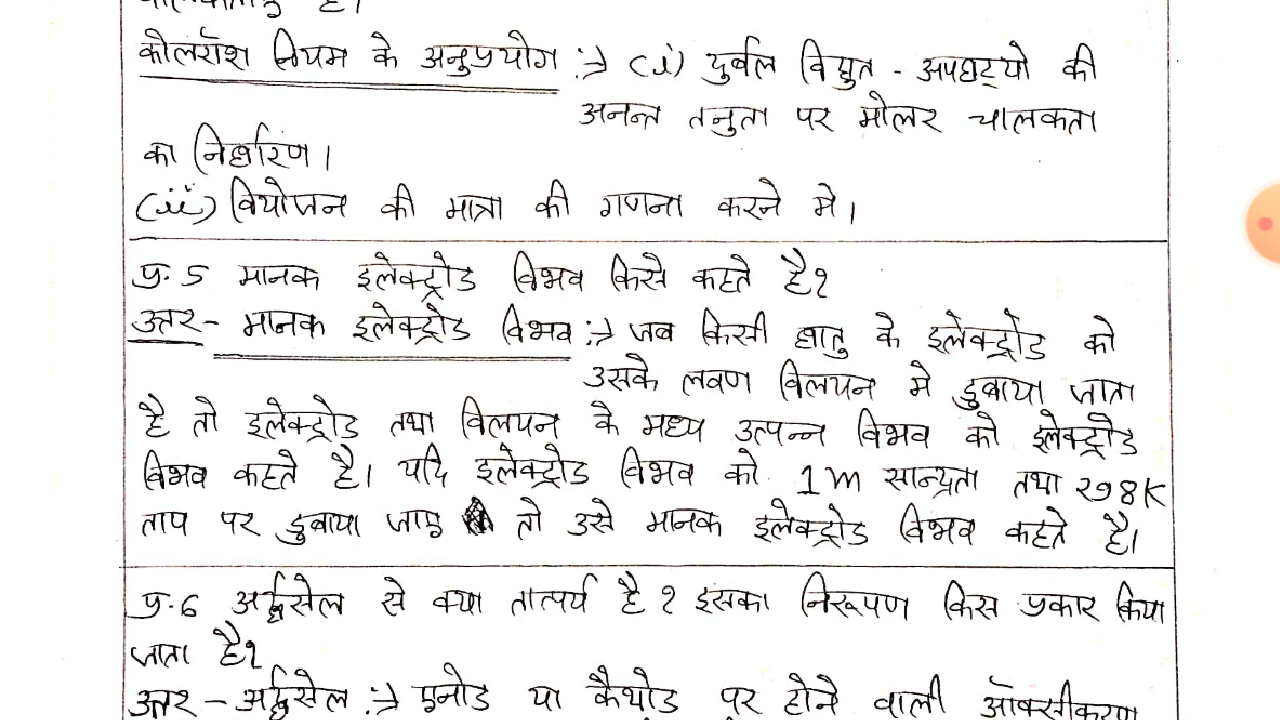 कोलरॉश नियम के अनुप्रयोग :→ (i) दुर्बल विद्युत - अपघट्यो की
अनन्त तनुता पर मोलर चालकता
का निर्धारण।
(ii) वियोजन की मात्रा की गणना करने मे।
प्र.5 मानक इलेक्ट्रोड विभव किसे कहते है?
उत्तर - मानक इलेक्ट्रोड विभव :→ जब किसी धातु के इलेक्ट्रोड को
उसके लवण विलयन मे डुबाया जाता
है तो इलेक्ट्रोड तथा विलयन के मध्य उत्पन्न विभव को इलेक्ट्रोड
विभव कहते है। यदि इलेक्ट्रोड विभव को 1m सान्द्रता तथा 298K
ताप पर डुबाया जाए तो उसे मानक इलेक्ट्रोड विभव कहते है।
प्र.6 अर्द्धसेल से क्या तात्पर्य है? इसका निरूपण किस प्रकार किया
जाता है?
उत्तर - अर्द्धसेल :→ एनोड या कैथोड पर होने वाली ऑक्सीकरण